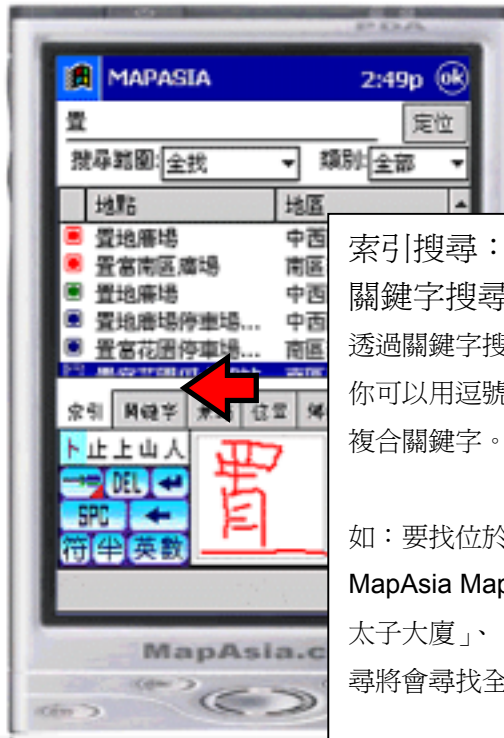 PDA
MAPASIA 2:49p ok
置 定位
搜尋範圍: 全找 類別: 全部
地點 地區
置地廣場 中西
置富南區廣場 南區
置地廣場 中西
置地廣場停車場... 中西
置富花園停車場... 南區
索引 關鍵字 位置
卜止上山人
DEL
SPC
符 半 英數
置
MapAsia.c
索引搜尋：
關鍵字搜尋
透過關鍵字搜
你可以用逗號
複合關鍵字。
如：要找位於
MapAsia Map
太子大廈」、
尋將會尋找全